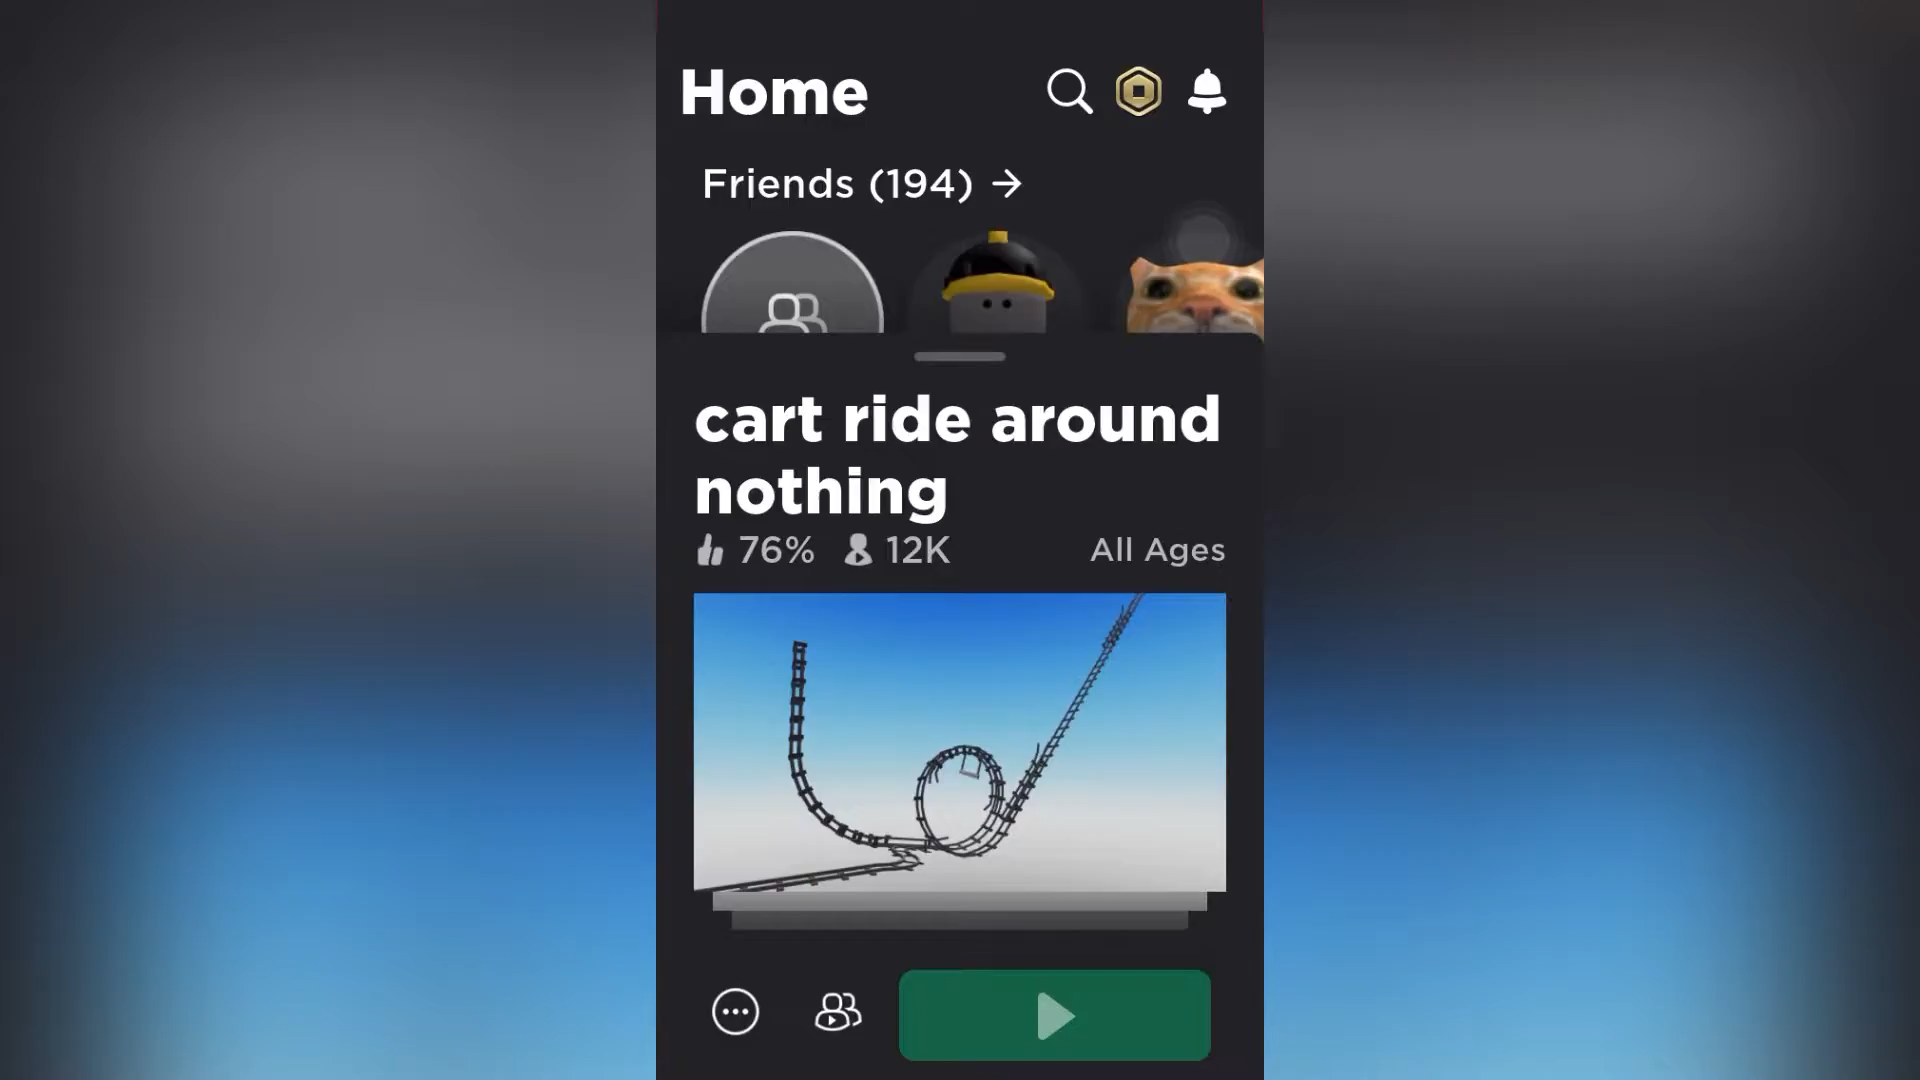 Home
Friends (194) →
cart ride around
nothing
76% 12K All Ages